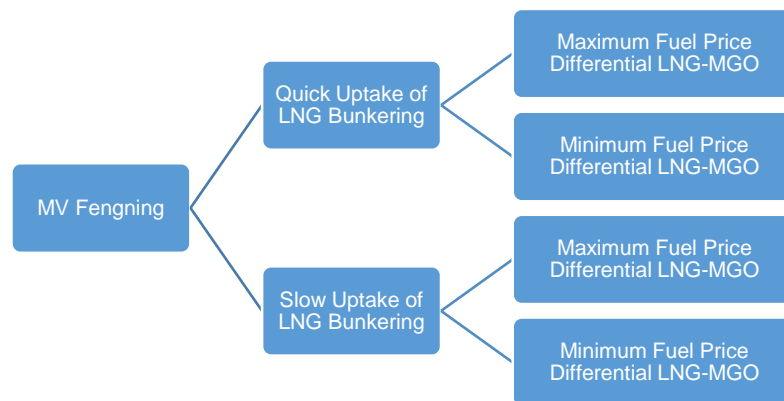 MV Fengning
Quick Uptake of
LNG Bunkering
Maximum Fuel Price
Differential LNG-MGO
Minimum Fuel Price
Differential LNG-MGO
Slow Uptake of
LNG Bunkering
Maximum Fuel Price
Differential LNG-MGO
Minimum Fuel Price
Differential LNG-MGO